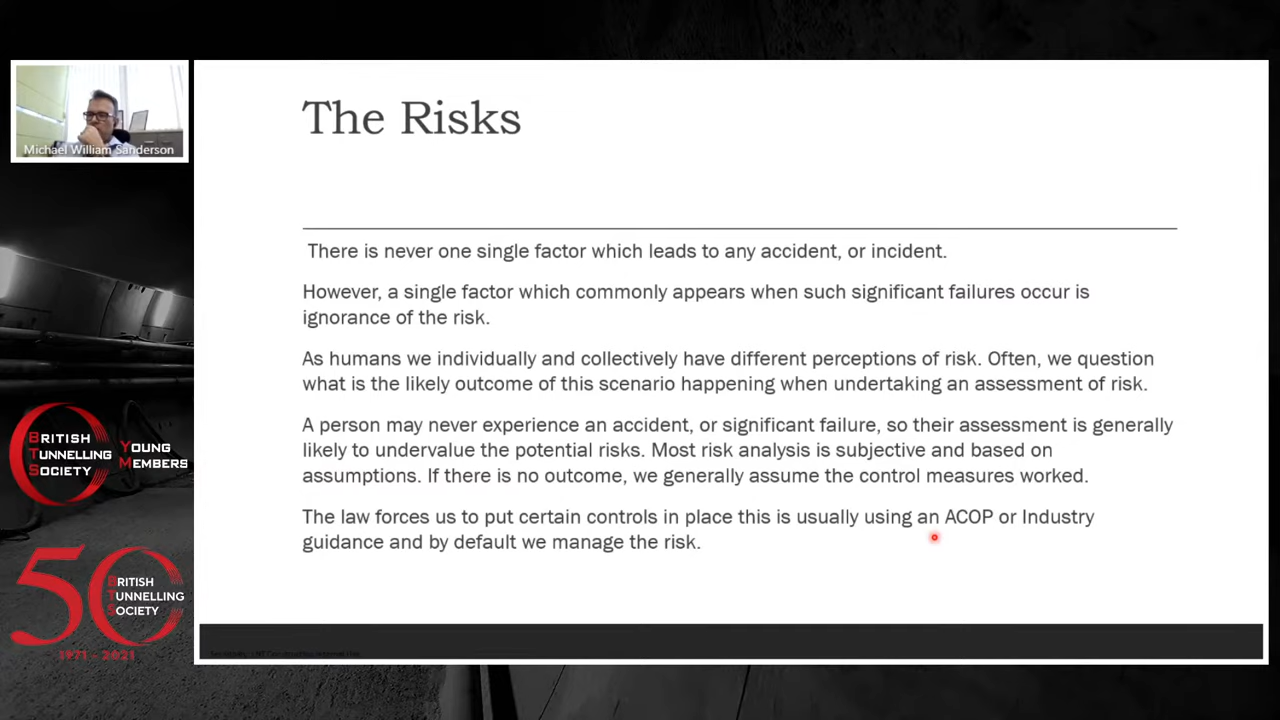 The Risks
Michael William Sanderson
There is never one single factor which leads to any accident, or incident.
However, a single factor which commonly appears when such significant failures occur is
ignorance of the risk.
As humans we individually and collectively have different perceptions of risk. Often, we question
what is the likely outcome of this scenario happening when undertaking an assessment of risk.
A person may never experience an accident, or significant failure, so their assessment is generally
likely to undervalue the potential risks. Most risk analysis is subjective and based on
assumptions. If there is no outcome, we generally assume the control measures worked.
The law forces us to put certain controls in place this is usually using an ACOP or Industry
guidance and by default we manage the risk.
BRITISH
TUNNELLING
SOCIETY
YOUNG
MEMBERS
50
BRITISH
TUNNELLING
SOCIETY
1971 - 2021